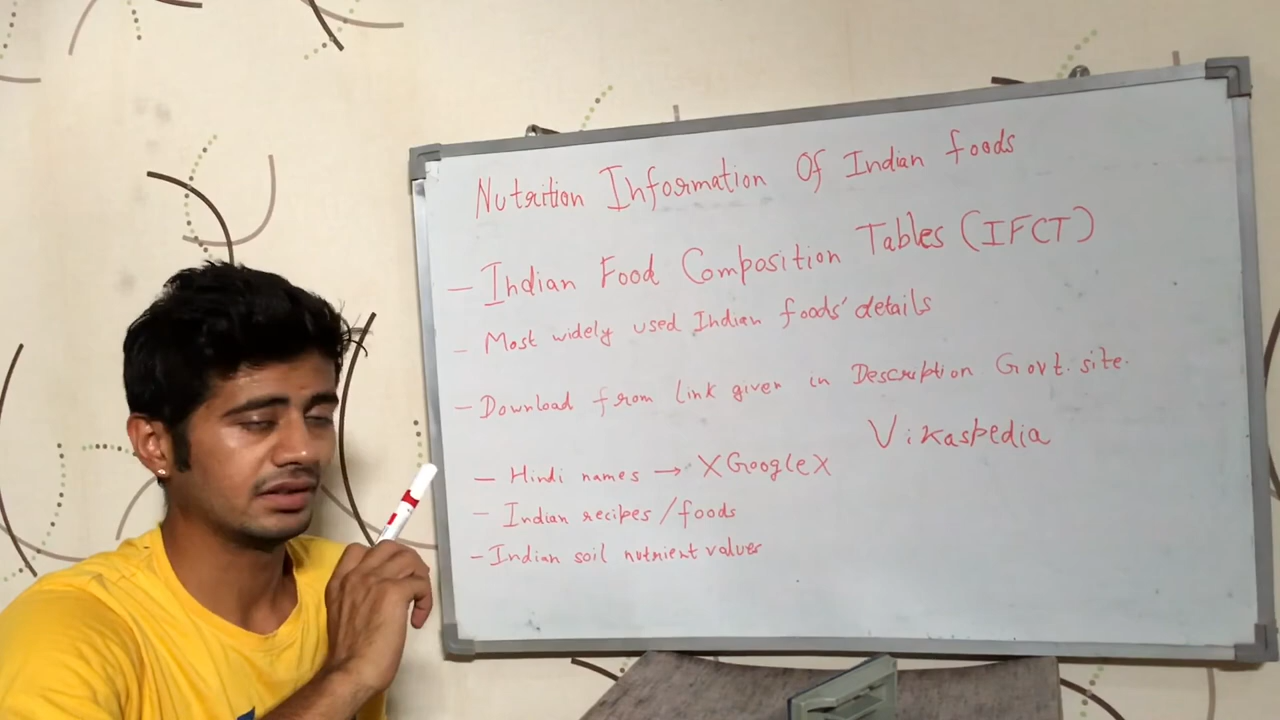 Nutrition Information Of Indian foods
- Indian Food Composition Tables (IFCT)
- Most widely used Indian foods' details
- Download from link given in Description Govt. site.
Vikaspedia
- Hindi names → X Google X
- Indian recipes / foods
- Indian soil nutrient values